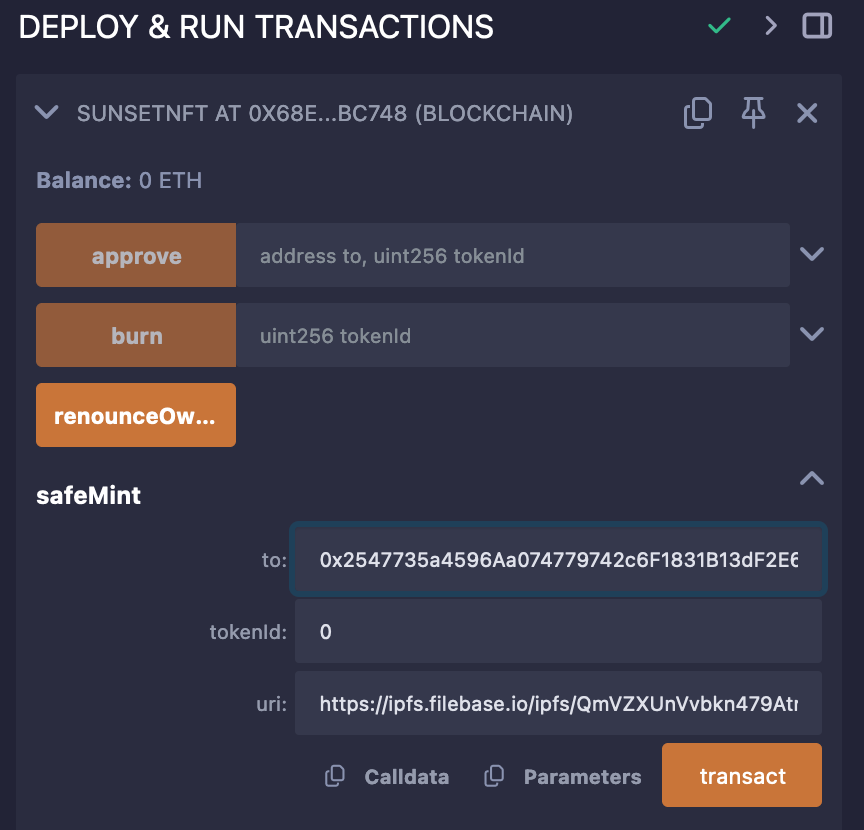 DEPLOY & RUN TRANSACTIONS
SUNSETNFT AT 0X68E...BC748 (BLOCKCHAIN)
Balance: 0 ETH
approve address to, uint256 tokenId
burn uint256 tokenId
renounceOw...
safeMint
to: 0x2547735a4596Aa074779742c6F1831B13dF2E6
tokenId: 0
uri: https://ipfs.filebase.io/ipfs/QmVZXUnVvbkn479Atr
Calldata Parameters transact